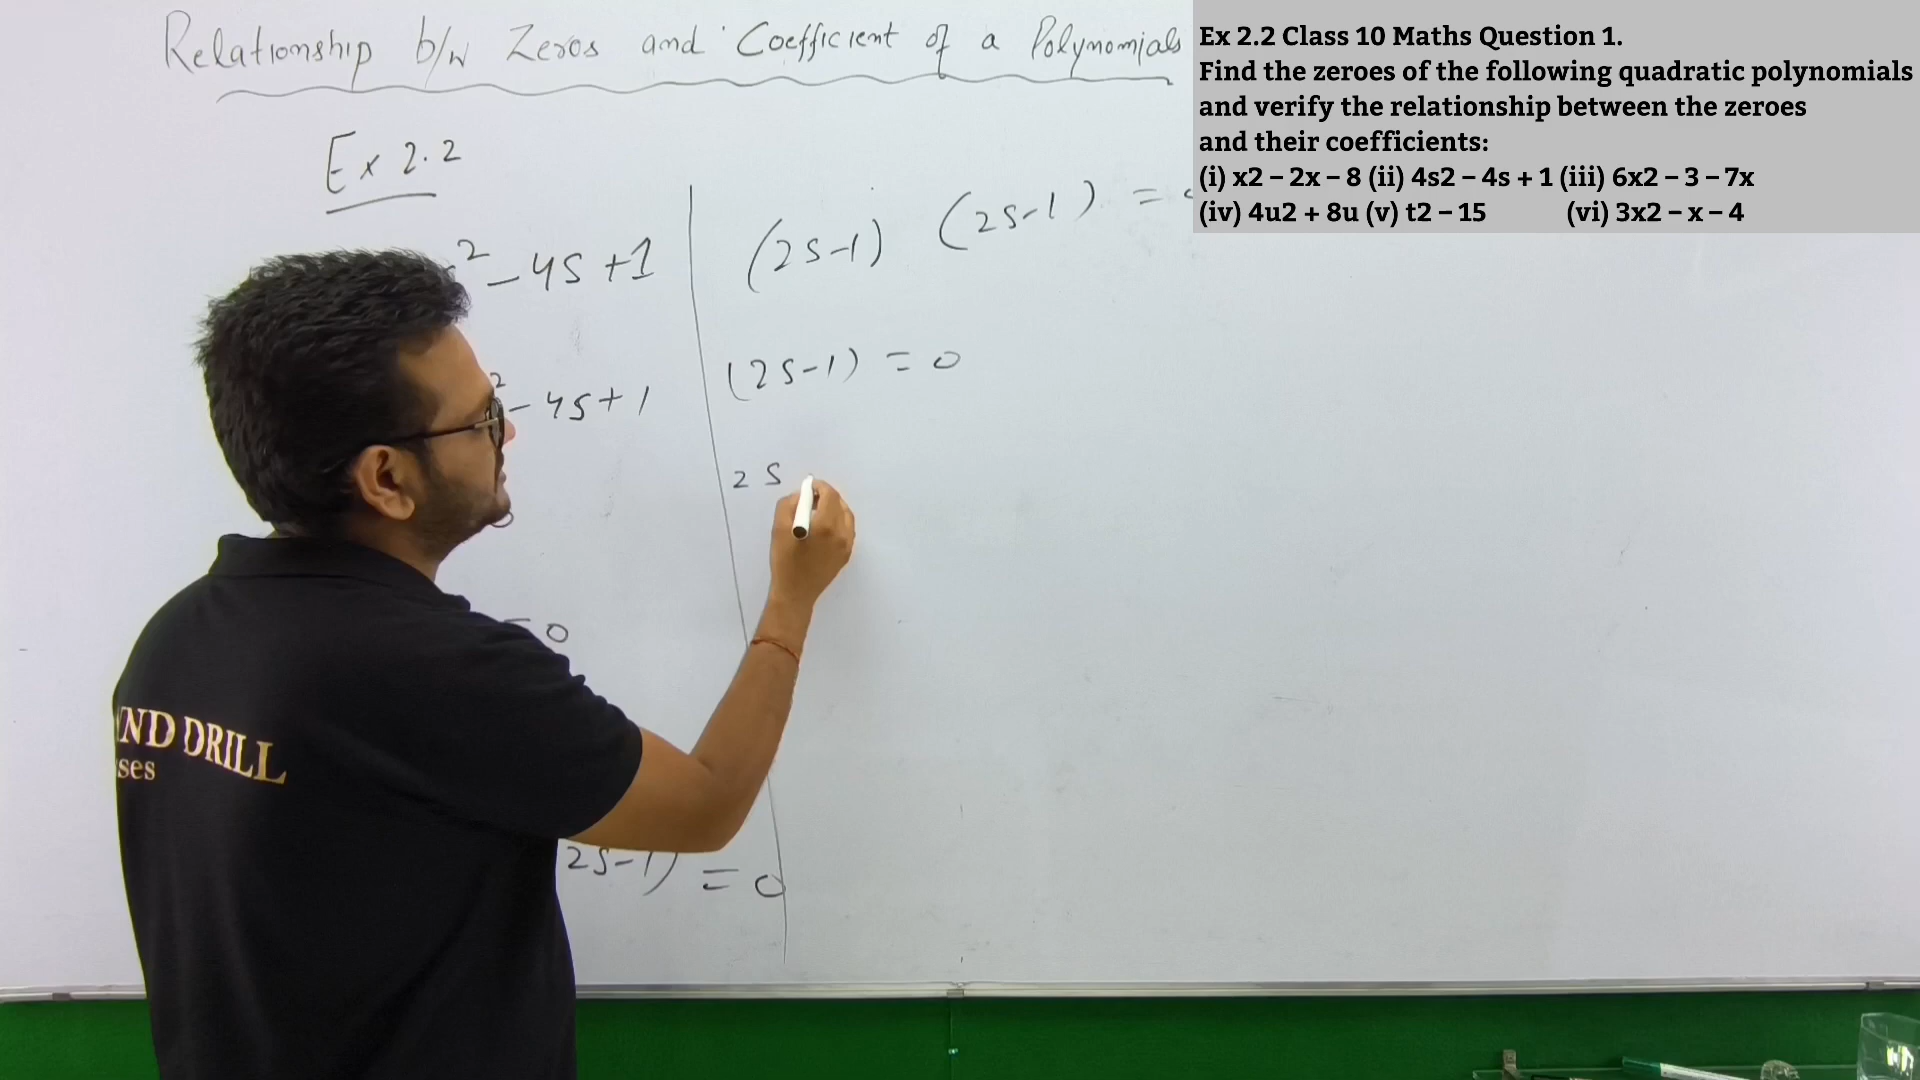 Relationship b/w Zeros and Coefficient of a Polynomials
Ex 2.2 Class 10 Maths Question 1.
Find the zeroes of the following quadratic polynomials
and verify the relationship between the zeroes
and their coefficients:
(i) x2 – 2x – 8 (ii) 4s2 – 4s + 1 (iii) 6x2 – 3 – 7x
(iv) 4u2 + 8u (v) t2 – 15 (vi) 3x2 – x – 4
Ex 2.2
2 - 4s + 1
2 - 4s + 1
= 0
2s-1) = 0
(2s-1) (2s-1) =
(2s-1) = 0
2s
ND DRILL
ses